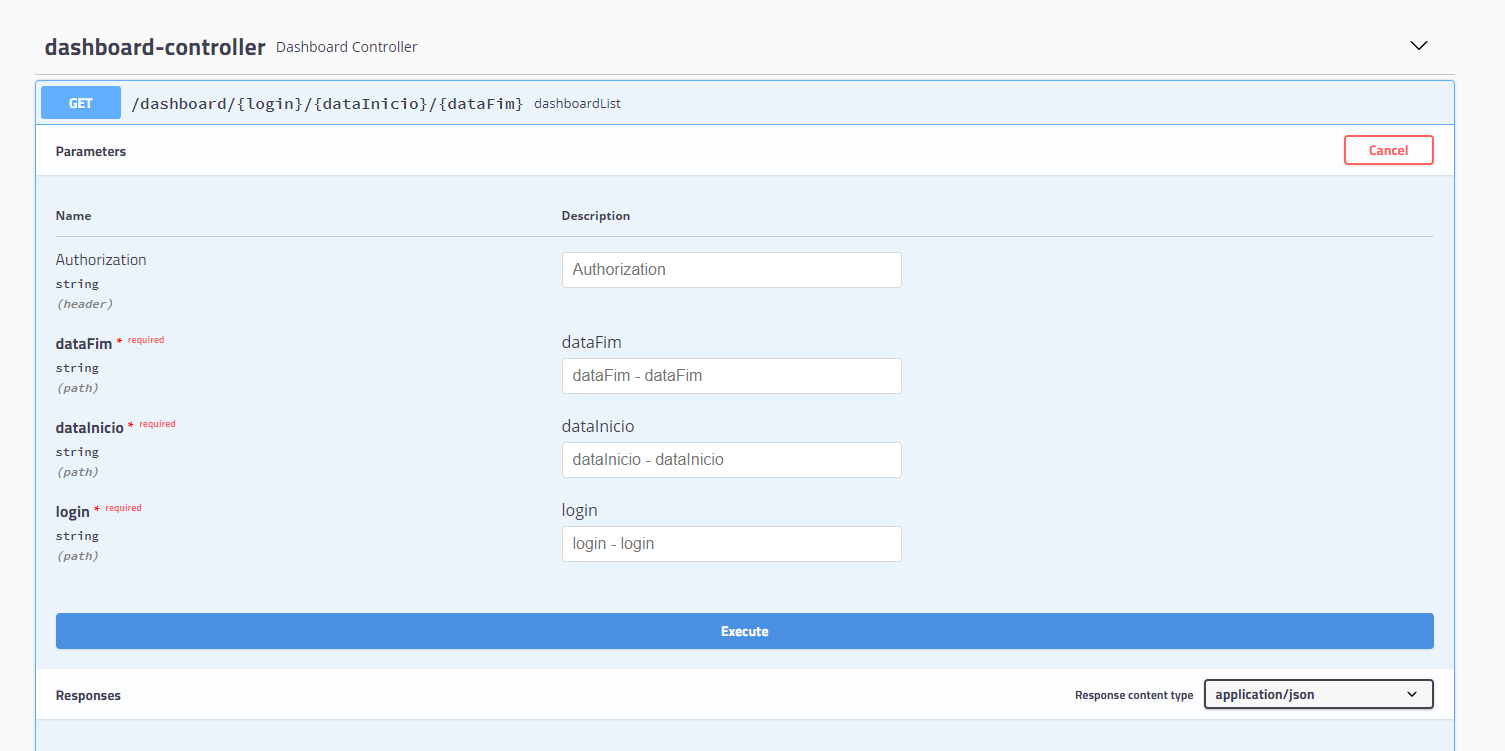 dashboard-controller Dashboard Controller
GET /dashboard/{login}/{dataInicio}/{dataFim} dashboardList
Parameters Cancel
Name Description
Authorization
string
(header)
Authorization
dataFim * required
string
(path)
dataFim
dataFim - dataFim
dataInicio * required
string
(path)
dataInicio
dataInicio - dataInicio
login * required
string
(path)
login
login - login
Execute
Responses Response content type application/json